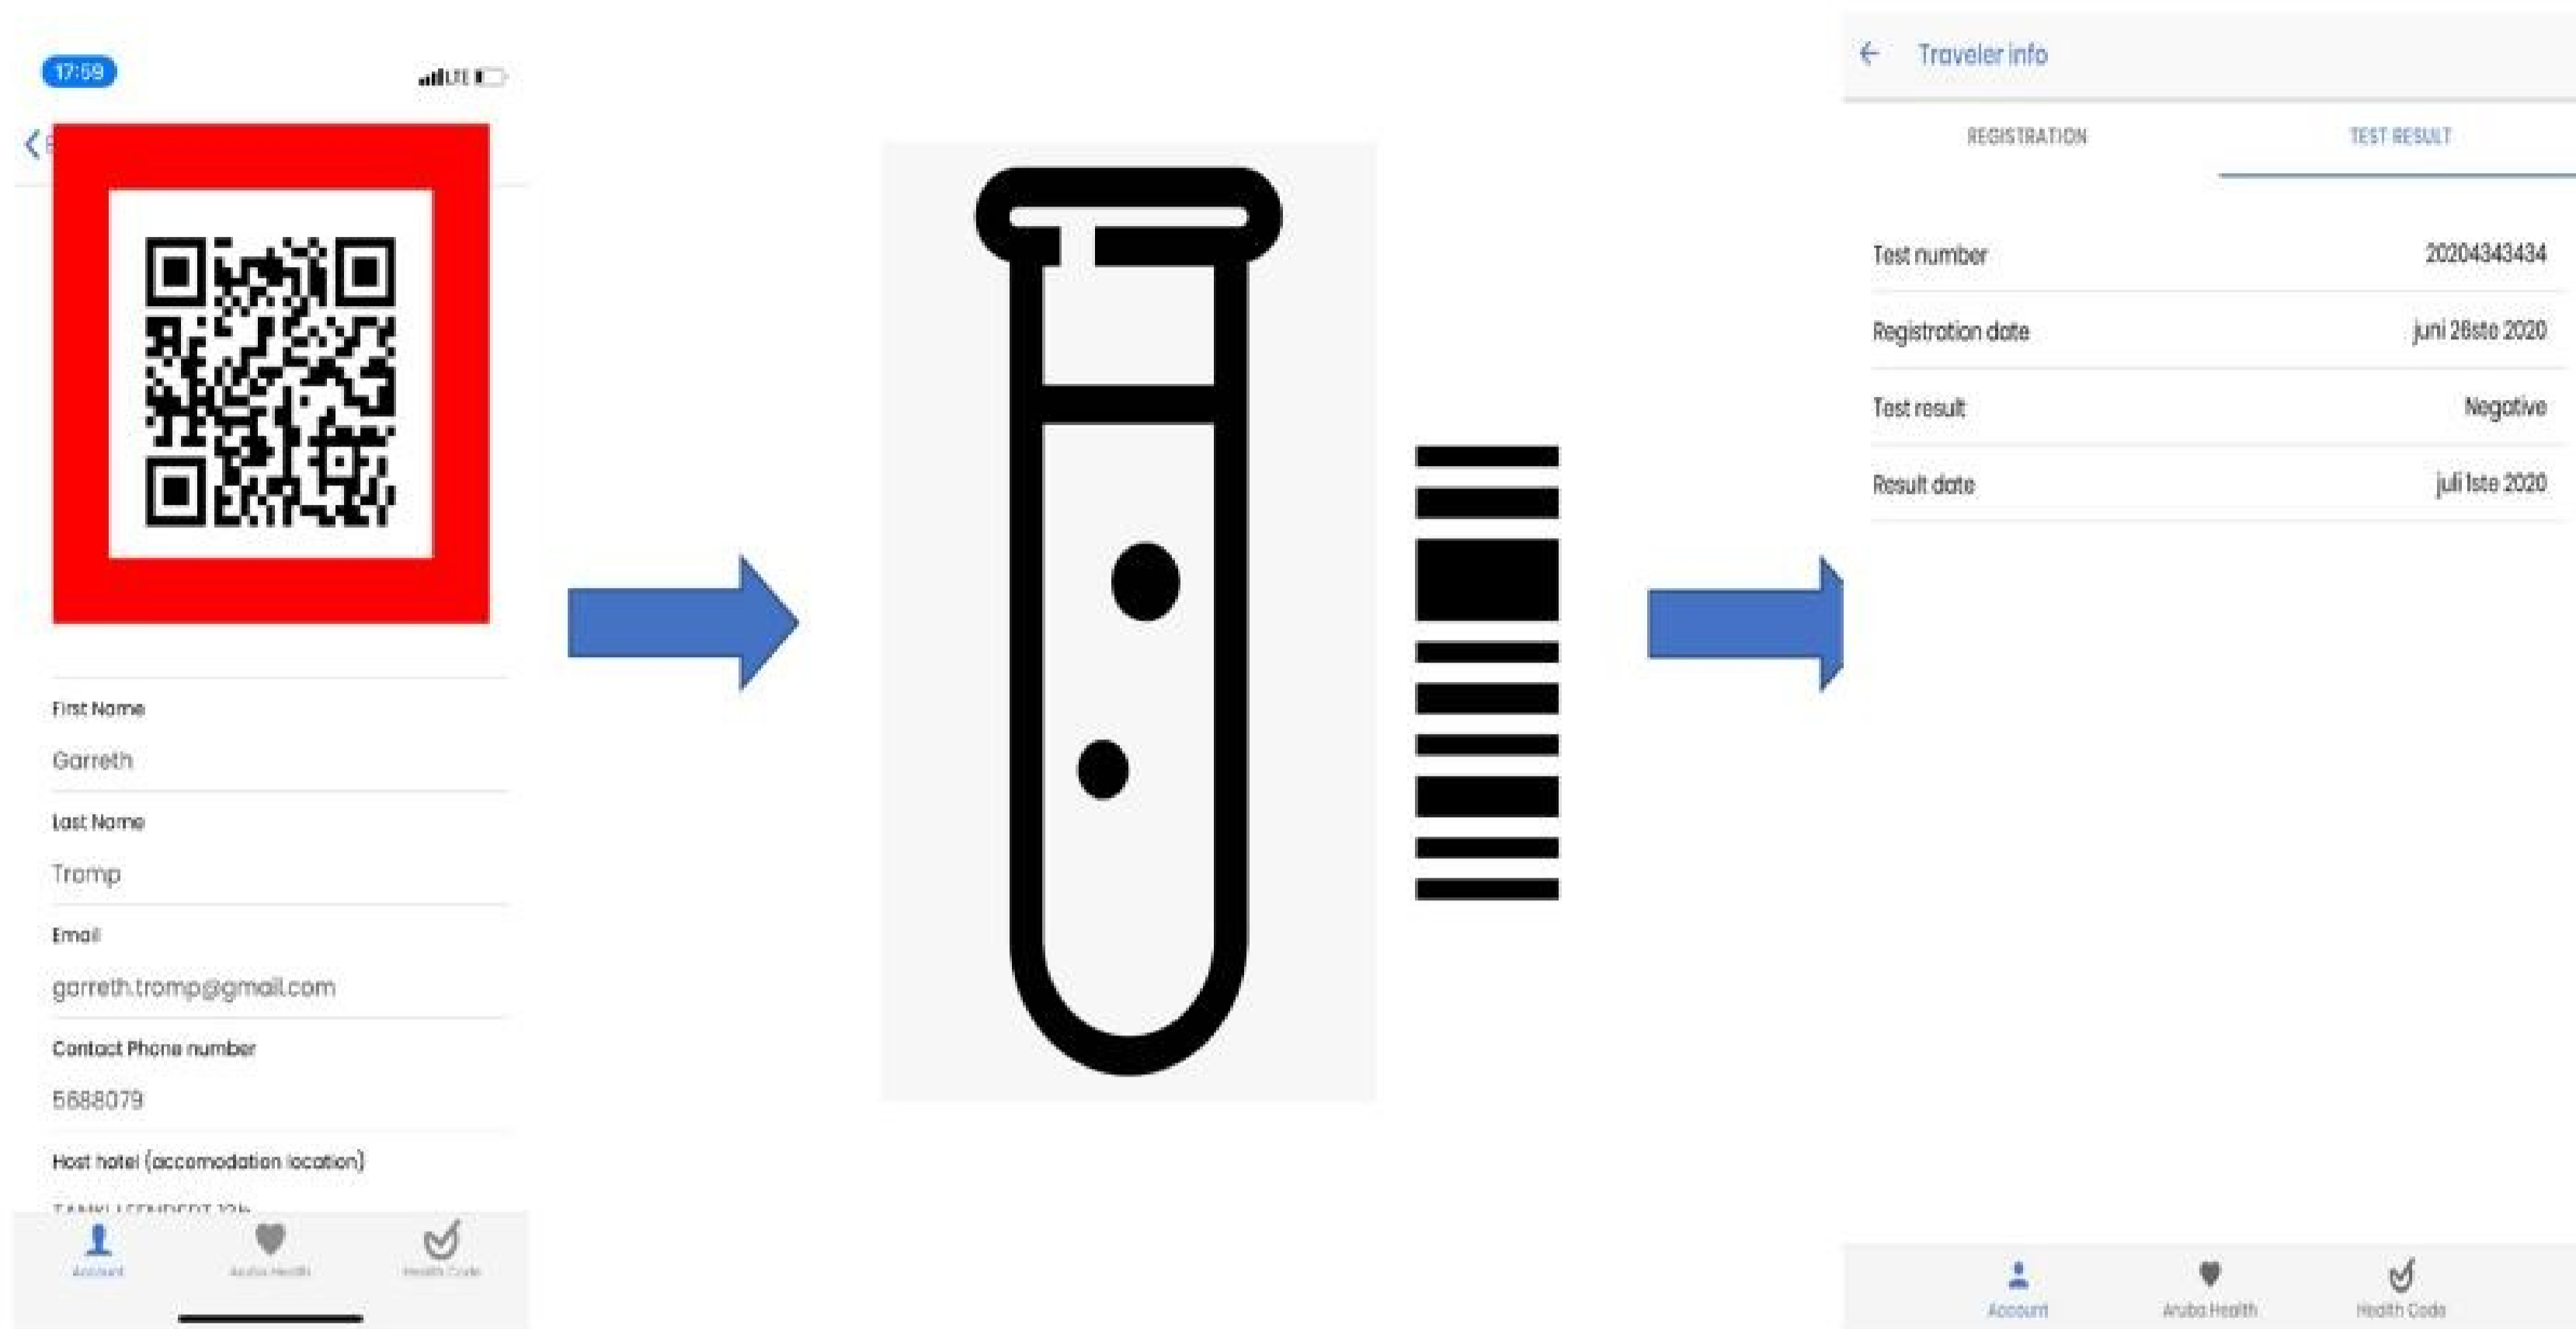 17:59
LTE
First Name
Garreth
Last Name
Tromp
Email
garreth.tromp@gmail.com
Contact Phone number
5688079
Host hotel (accomodation location)
Account
Aruba Health
Health Code
Traveler info
REGISTRATION
TEST RESULT
Test number
20204343434
Registration date
juni 26ste 2020
Test result
Negative
Result date
juli 1ste 2020
Account
Aruba Health
Health Code